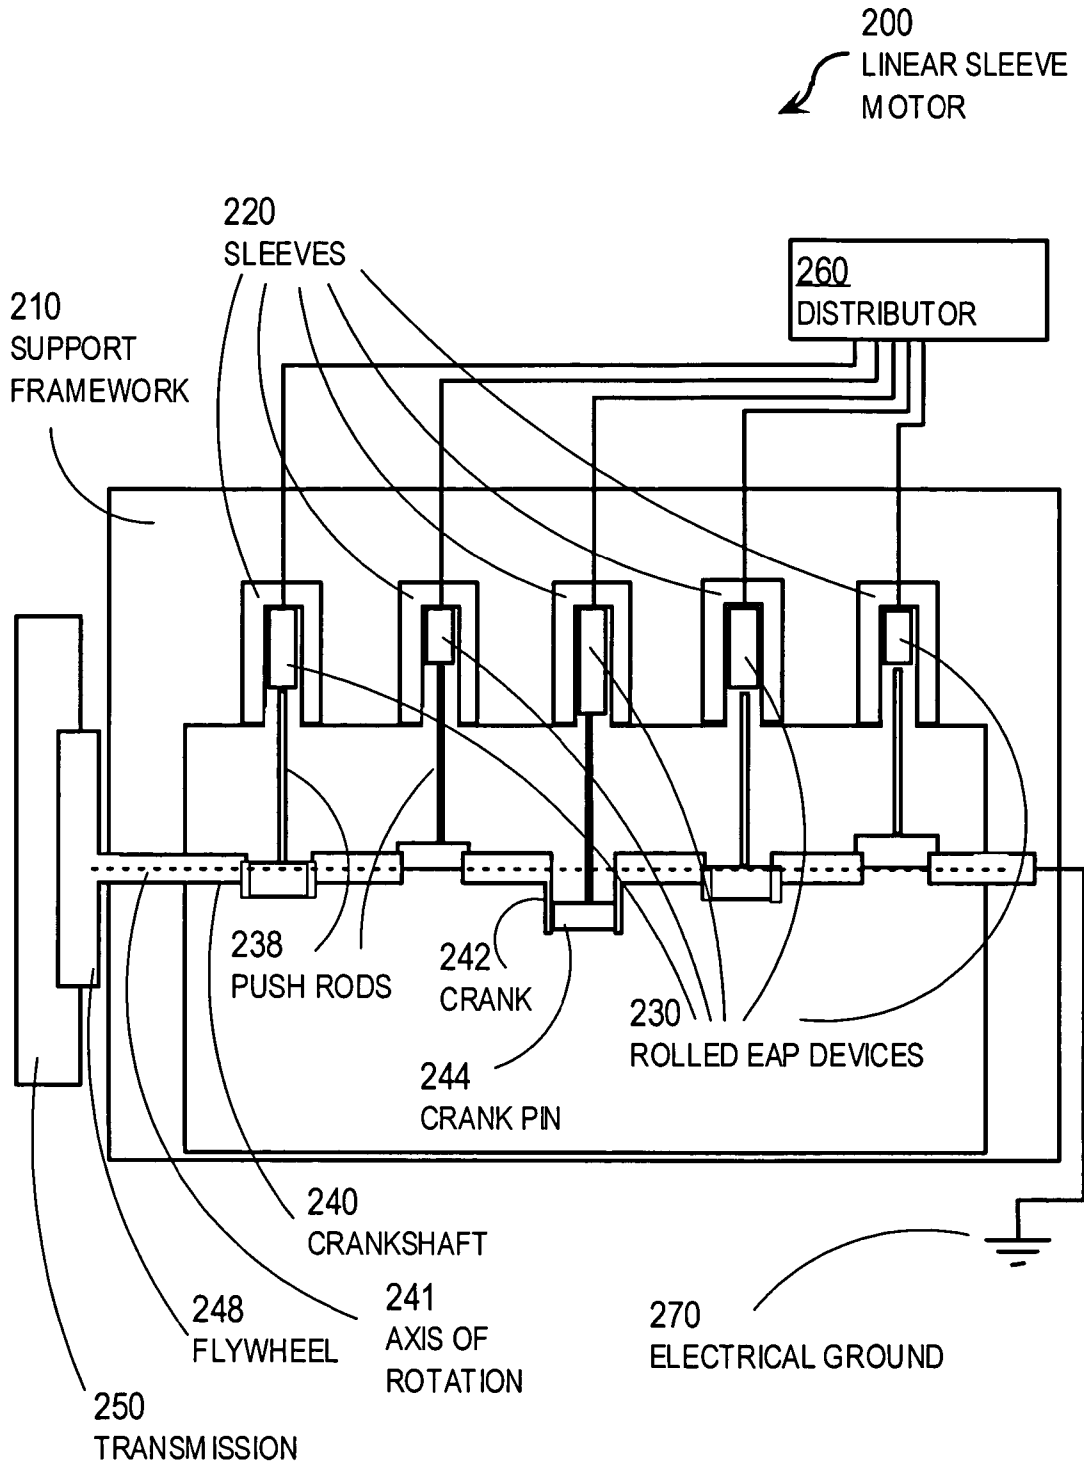 200
LINEAR SLEEVE
MOTOR
220
SLEEVES
260
DISTRIBUTOR
210
SUPPORT
FRAMEWORK
238
PUSH RODS
242
CRANK
230
ROLLED EAP DEVICES
244
CRANK PIN
240
CRANKSHAFT
248
FLYWHEEL
241
AXIS OF
ROTATION
270
ELECTRICAL GROUND
250
TRANSMISSION